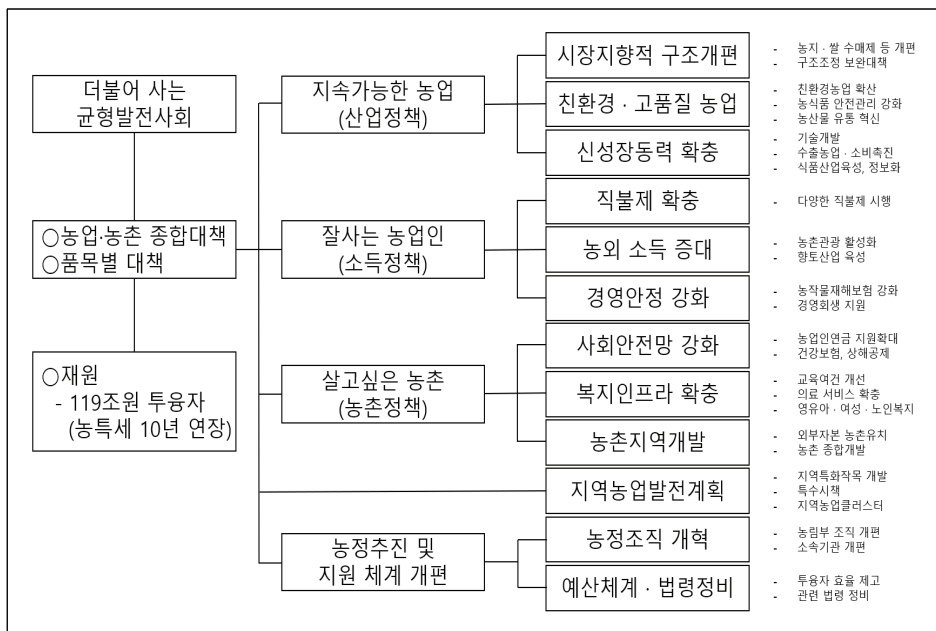 더불어 사는
균형발전사회
○농업·농촌 종합대책
○품목별 대책
○재원
- 119조원 투융자
(농특세 10년 연장)
지속가능한 농업
(산업정책)
시장지향적 구조개편
- 농지·쌀 수매제 등 개편
- 구조조정 보완대책
친환경·고품질 농업
- 친환경농업 확산
- 농식품 안전관리 강화
- 농산물 유통 혁신
신성장동력 확충
- 기술개발
- 수출농업·소비촉진
- 식품산업육성, 정보화
잘사는 농업인
(소득정책)
직불제 확충
- 다양한 직불제 시행
농외 소득 증대
- 농촌관광 활성화
- 향토산업 육성
경영안정 강화
- 농작물재해보험 강화
- 경영회생 지원
살고싶은 농촌
(농촌정책)
사회안전망 강화
- 농업인연금 지원확대
- 건강보험, 상해공제
복지인프라 확충
- 교육여건 개선
- 의료 서비스 확충
- 영유아·여성·노인복지
농촌지역개발
- 외부자본 농촌유치
- 농촌 종합개발
지역농업발전계획
- 지역특화작목 개발
- 특수시책
- 지역농업클러스터
농정추진 및
지원 체계 개편
농정조직 개혁
- 농림부 조직 개편
- 소속기관 개편
예산체계·법령정비
- 투융자 효율 제고
- 관련 법령 정비